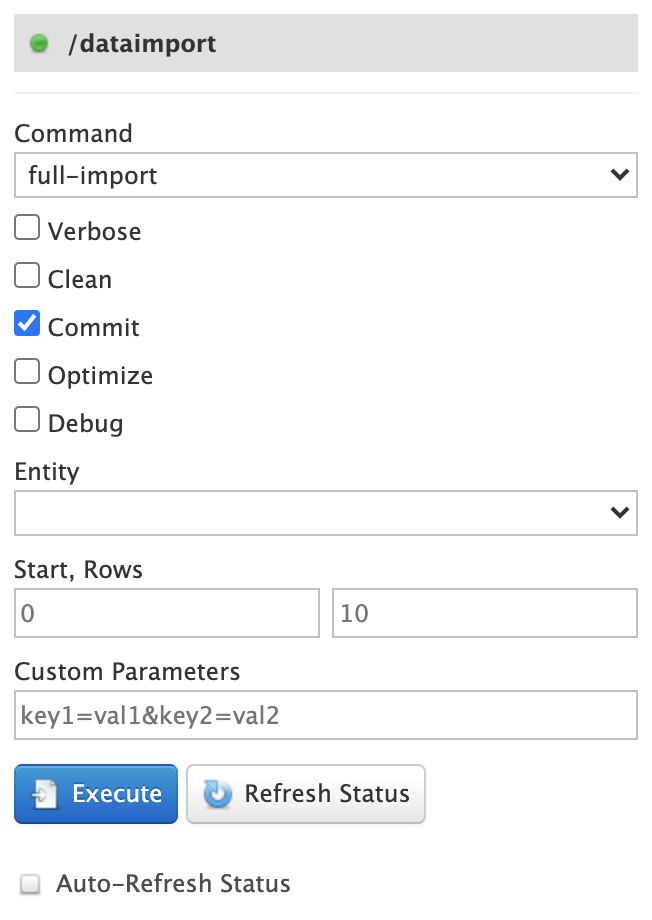 /dataimport
Command
full-import
Verbose
Clean
Commit
Optimize
Debug
Entity
Start, Rows
0 10
Custom Parameters
key1=val1&key2=val2
Execute Refresh Status
Auto-Refresh Status